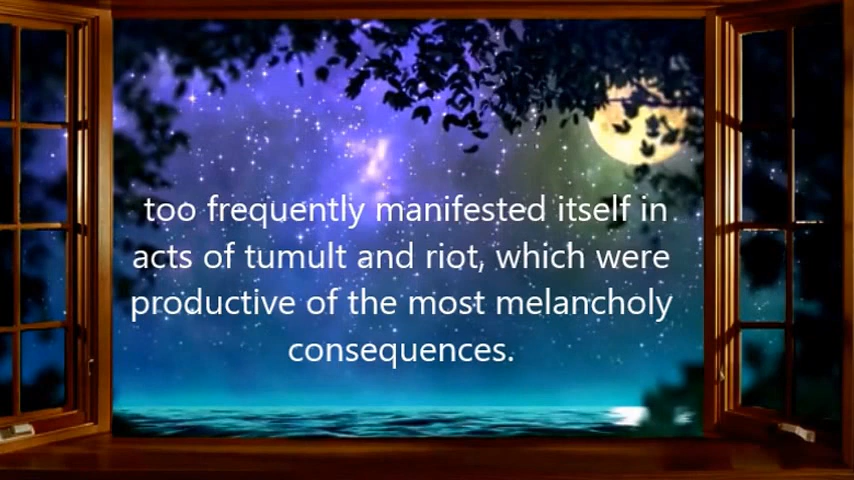 too frequently manifested itself in
acts of tumult and riot, which were
productive of the most melancholy
consequences.